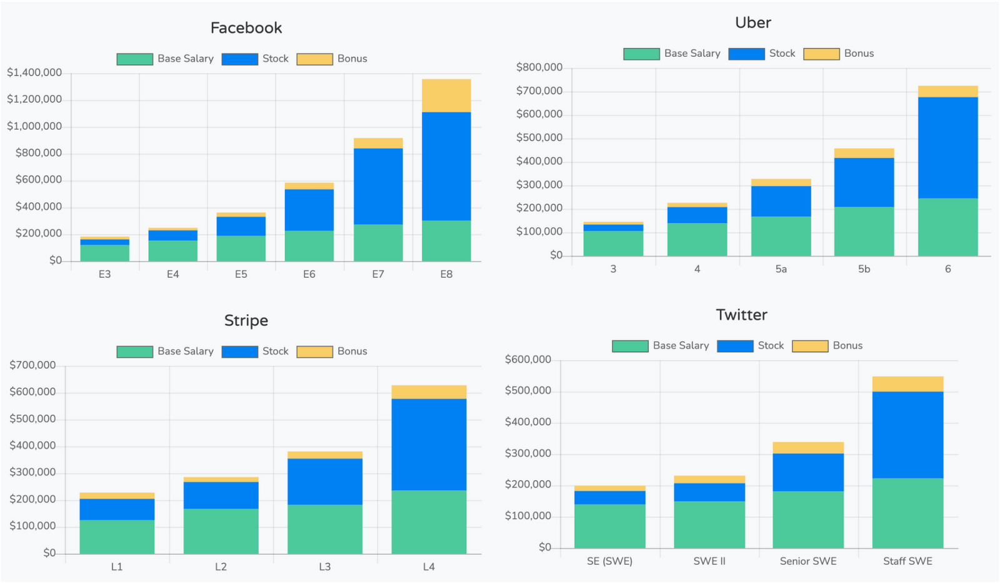 Facebook
Base Salary Stock Bonus
$1,400,000
$1,200,000
$1,000,000
$800,000
$600,000
$400,000
$200,000
$0
E3 E4 E5 E6 E7 E8
Uber
Base Salary Stock Bonus
$800,000
$700,000
$600,000
$500,000
$400,000
$300,000
$200,000
$100,000
$0
3 4 5a 5b 6
Stripe
Base Salary Stock Bonus
$700,000
$600,000
$500,000
$400,000
$300,000
$200,000
$100,000
$0
L1 L2 L3 L4
Twitter
Base Salary Stock Bonus
$600,000
$500,000
$400,000
$300,000
$200,000
$100,000
$0
SE (SWE) SWE II Senior SWE Staff SWE